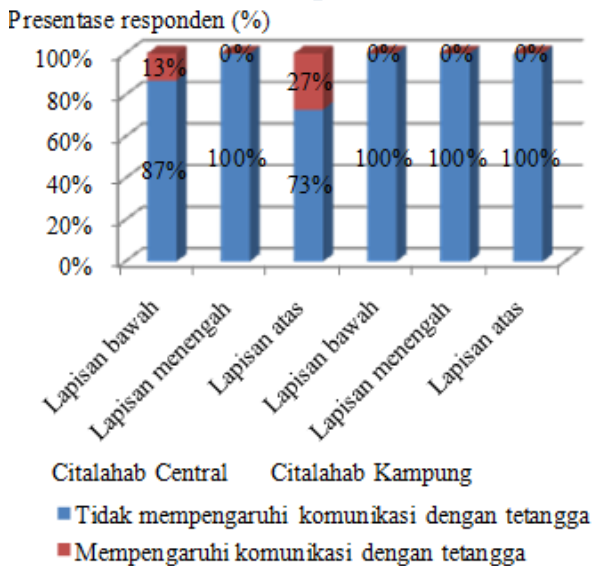 Presentase responden (%)
100%
80%
60%
40%
20%
0%
13% 0% 27% 0% 0% 0%
87% 100% 73% 100% 100% 100%
Lapisan bawah
Lapisan menengah
Lapisan atas
Lapisan bawah
Lapisan menengah
Lapisan atas
Citalahab Central Citalahab Kampung
Tidak mempengaruhi komunikasi dengan tetangga
Mempengaruhi komunikasi dengan tetangga